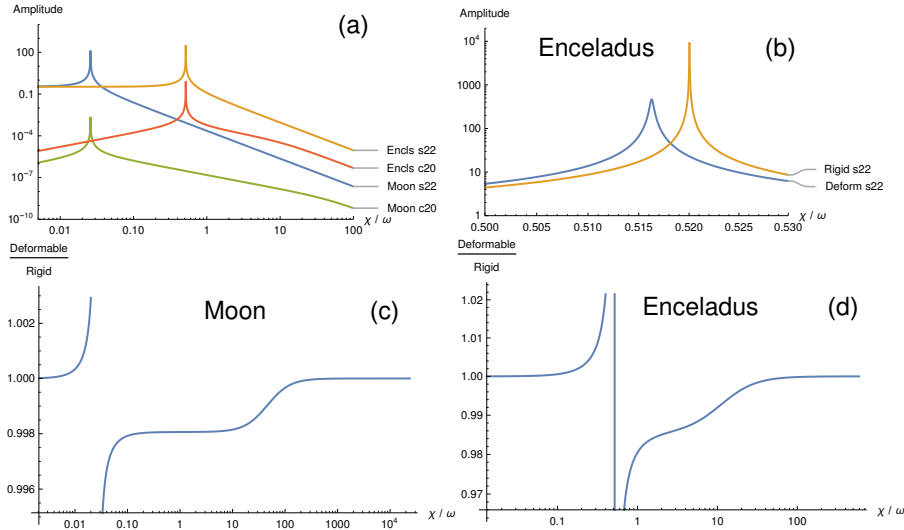 Amplitude
(a)
100
0.1
10⁻⁴
10⁻⁷
10⁻¹⁰
0.01
0.10
1
10
100
χ / ω
Encls s22
Encls c20
Moon s22
Moon c20
Amplitude
Enceladus
(b)
10⁴
1000
100
10
1
0.500
0.505
0.510
0.515
0.520
0.525
0.530
χ / ω
Rigid s22
Deform s22
Deformable
Rigid
Moon
(c)
1.002
1.000
0.998
0.996
0.01
0.10
1
10
100
1000
10⁴
χ / ω
Deformable
Rigid
Enceladus
(d)
1.02
1.01
1.00
0.99
0.98
0.97
0.1
1
10
100
χ / ω